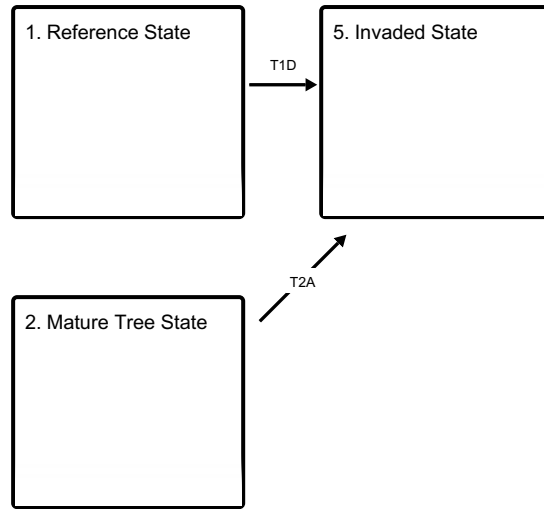 1. Reference State
5. Invaded State
T1D
T2A
2. Mature Tree State